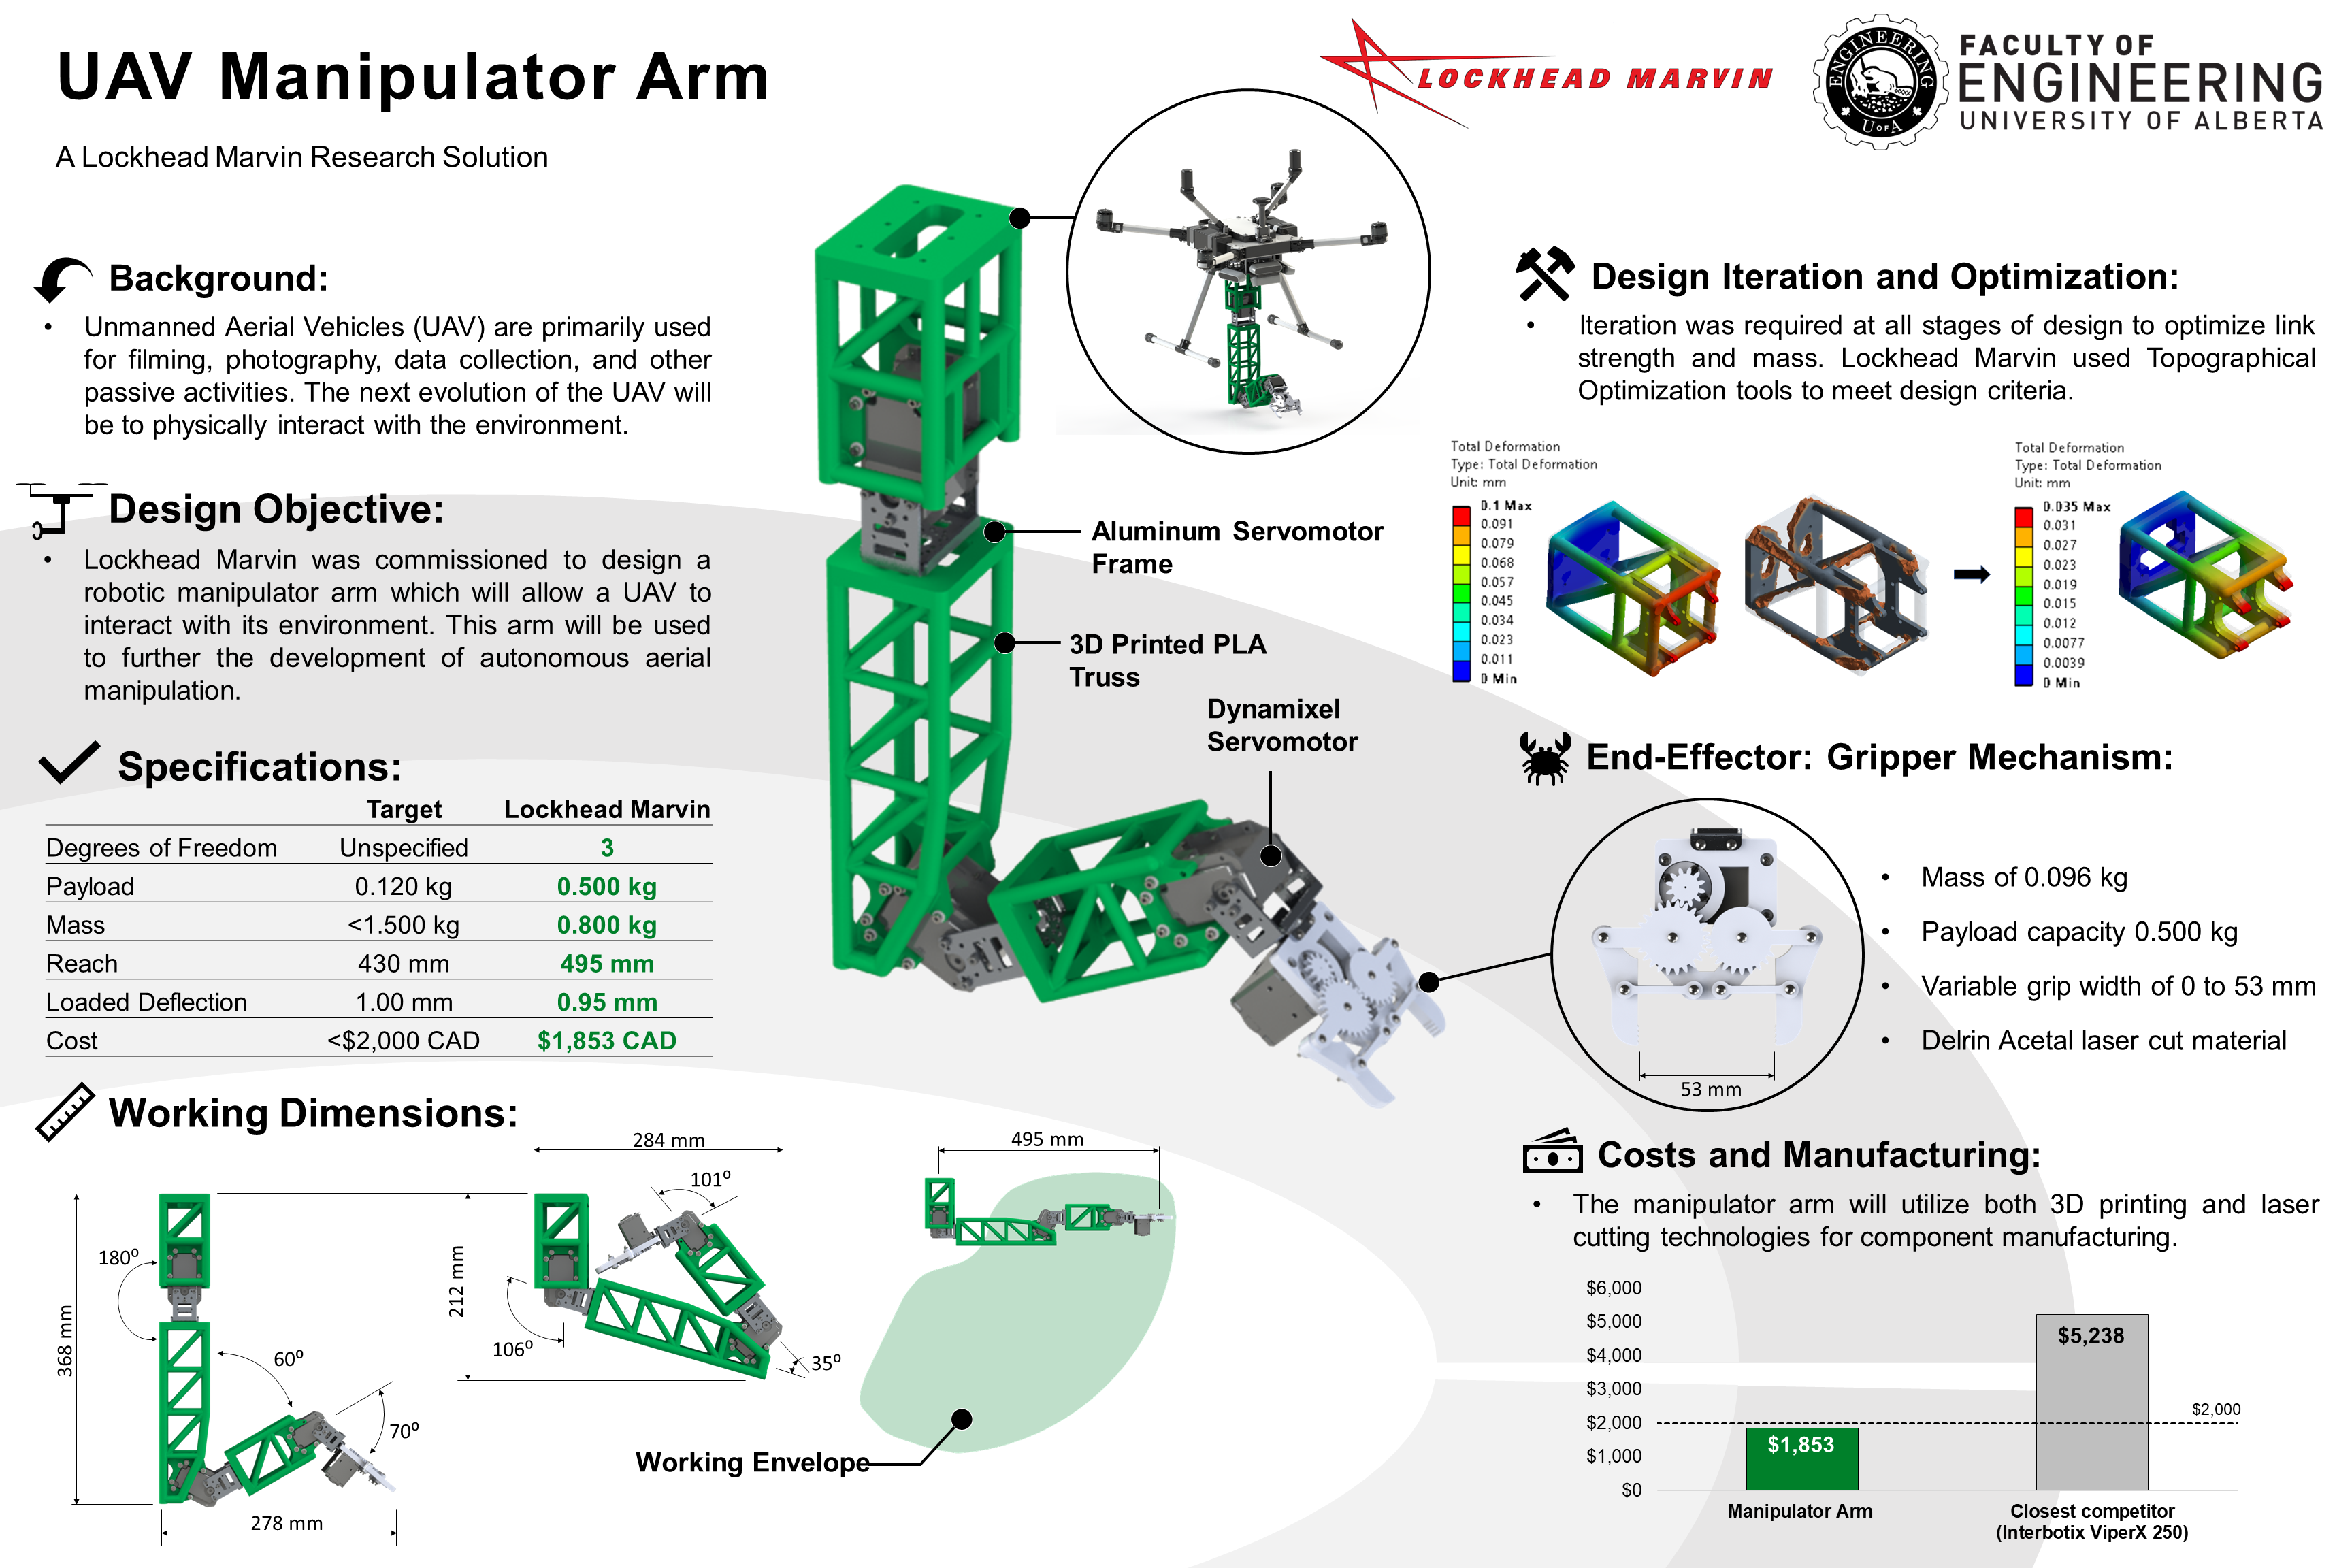 UAV Manipulator Arm
A Lockhead Marvin Research Solution
LOCKHEAD MARVIN
ENGINEERING
U OF A
FACULTY OF
ENGINEERING
UNIVERSITY OF ALBERTA
Background:
• Unmanned Aerial Vehicles (UAV) are primarily used
for filming, photography, data collection, and other
passive activities. The next evolution of the UAV will
be to physically interact with the environment.
Design Objective:
• Lockhead Marvin was commissioned to design a
robotic manipulator arm which will allow a UAV to
interact with its environment. This arm will be used
to further the development of autonomous aerial
manipulation.
Specifications:
Target Lockhead Marvin
Degrees of Freedom Unspecified 3
Payload 0.120 kg 0.500 kg
Mass <1.500 kg 0.800 kg
Reach 430 mm 495 mm
Loaded Deflection 1.00 mm 0.95 mm
Cost <$2,000 CAD $1,853 CAD
Working Dimensions:
368 mm
180⁰
60⁰
70⁰
278 mm
284 mm
101⁰
212 mm
106⁰
35⁰
495 mm
Working Envelope
Aluminum Servomotor
Frame
3D Printed PLA
Truss
Dynamixel
Servomotor
Design Iteration and Optimization:
• Iteration was required at all stages of design to optimize link
strength and mass. Lockhead Marvin used Topographical
Optimization tools to meet design criteria.
Total Deformation
Type: Total Deformation
Unit: mm
0.1 Max
0.091
0.079
0.068
0.057
0.045
0.034
0.023
0.011
0 Min
Total Deformation
Type: Total Deformation
Unit: mm
0.035 Max
0.031
0.027
0.023
0.019
0.015
0.012
0.0077
0.0039
0 Min
End-Effector: Gripper Mechanism:
53 mm
• Mass of 0.096 kg
• Payload capacity 0.500 kg
• Variable grip width of 0 to 53 mm
• Delrin Acetal laser cut material
Costs and Manufacturing:
• The manipulator arm will utilize both 3D printing and laser
cutting technologies for component manufacturing.
$6,000
$5,000
$4,000
$3,000
$2,000
$1,000
$0
$1,853
$5,238
$2,000
Manipulator Arm
Closest competitor
(Interbotix ViperX 250)